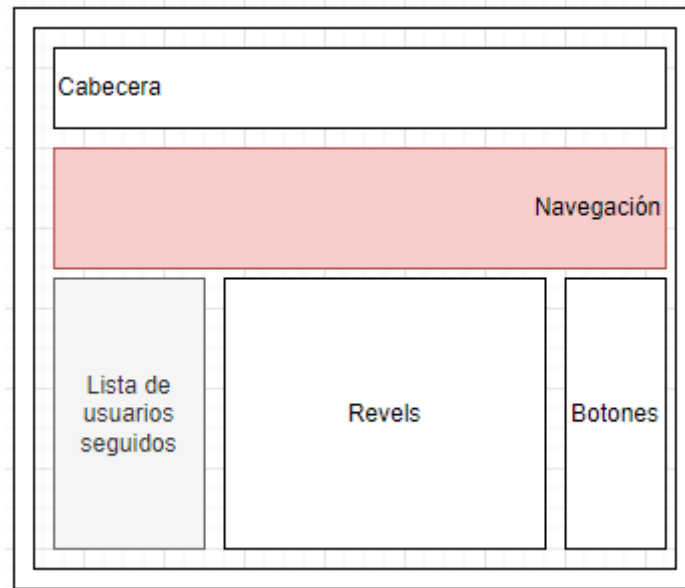 Cabecera
Navegación
Lista de
usuarios
seguidos
Revels
Botones